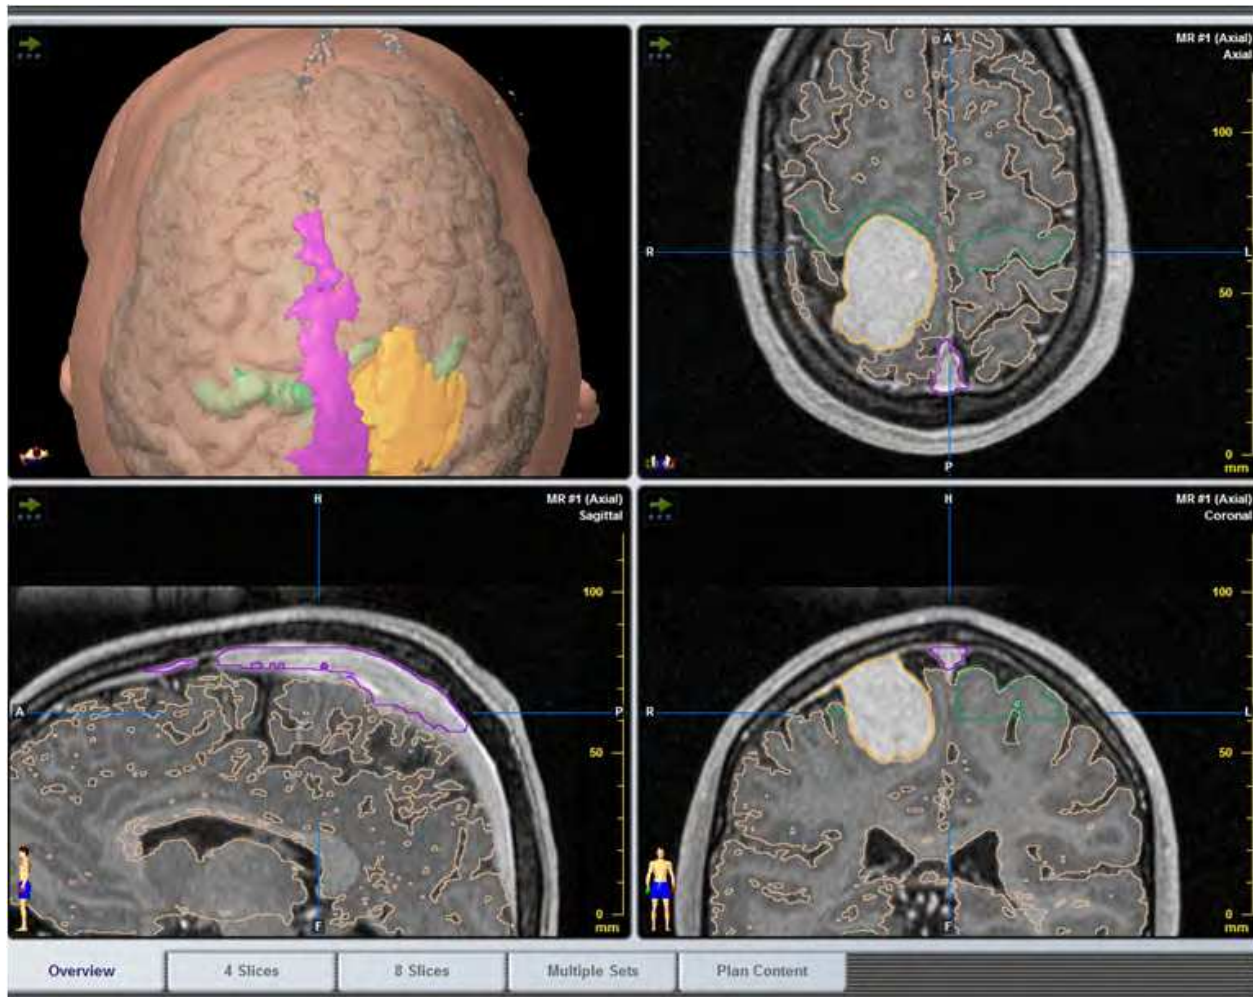 MR #1 (Axial)
Axial
A
R
L
P
100
50
0
mm
MR #1 (Axial)
Sagittal
H
A
P
F
100
50
0
mm
MR #1 (Axial)
Coronal
H
R
L
F
100
50
0
mm
Overview
4 Slices
8 Slices
Multiple Sets
Plan Content